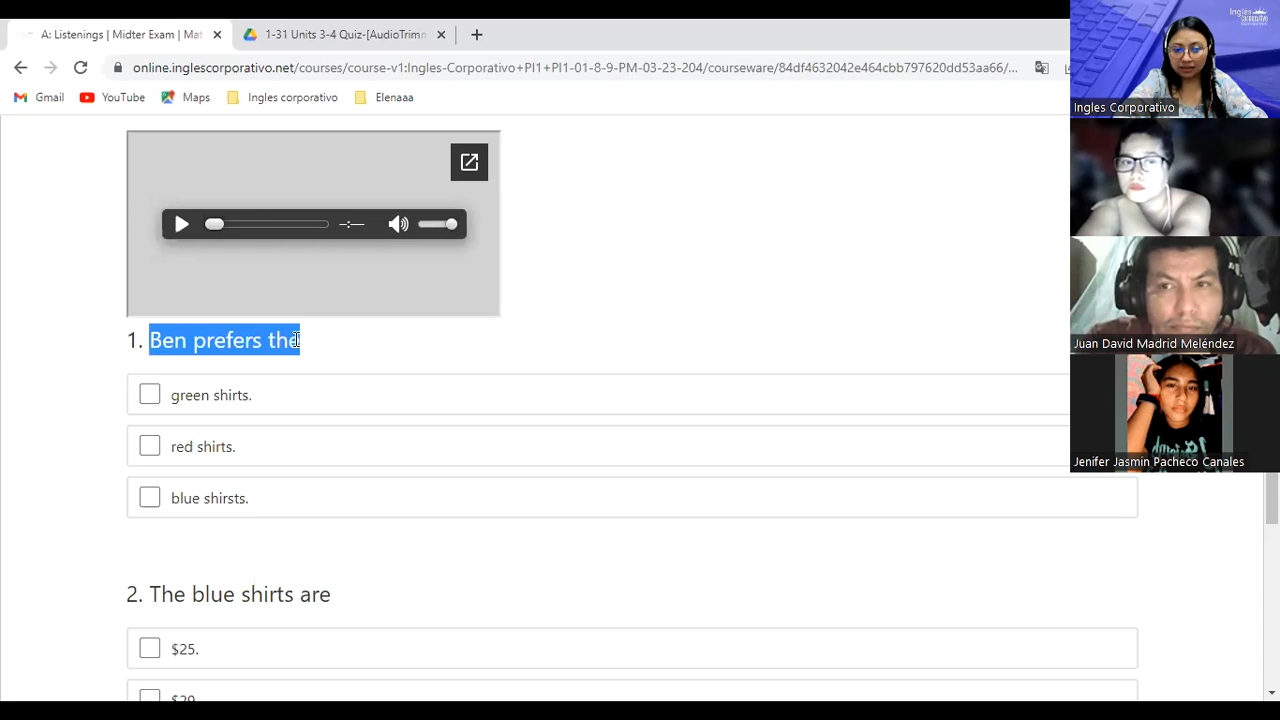 A: Listenings | Midter Exam | Mat
1-31 Units 3-4 Quiz-[AudioTrimm
online.inglescorporativo.net/courses/course-v1:Ingles-Corporativo+PI1+PI1-01-8-9-PM-03-23-204/courseware/84df4632042e464cbb797620dd53aa66/...
Gmail
YouTube
Maps
Ingles corporativo
Elenaaa
1. Ben prefers the
green shirts.
red shirts.
blue shirsts.
2. The blue shirts are
$25.
$29
Ingles Corporativo
Juan David Madrid Meléndez
Jenifer Jasmin Pacheco Canales